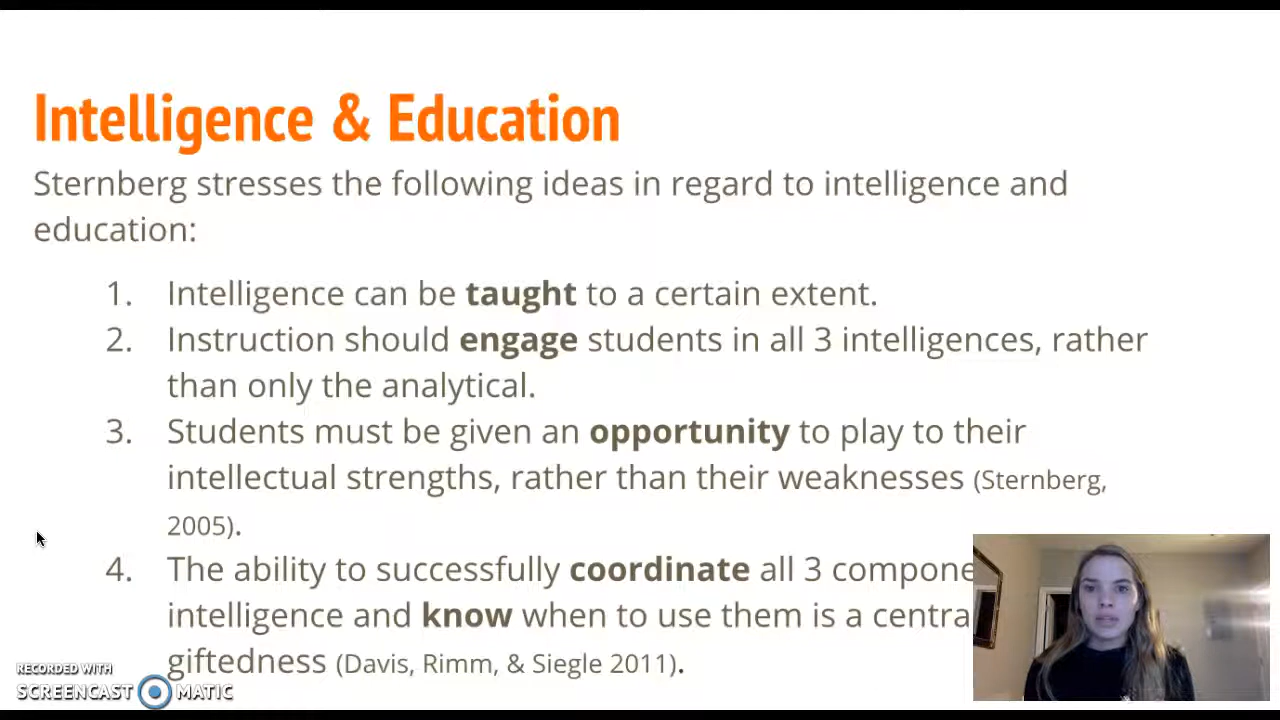 Intelligence & Education
Sternberg stresses the following ideas in regard to intelligence and
education:
1. Intelligence can be taught to a certain extent.
2. Instruction should engage students in all 3 intelligences, rather
than only the analytical.
3. Students must be given an opportunity to play to their
intellectual strengths, rather than their weaknesses (Sternberg,
2005).
4. The ability to successfully coordinate all 3
intelligence and know when to use them is a
giftedness (Davis, Rimm, & Siegle 2011).
RECORDED WITH
SCREENCAST MATIC